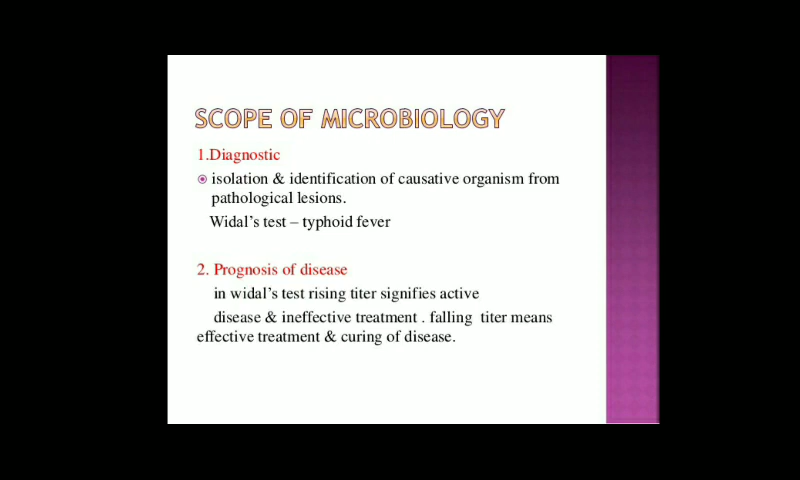 SCOPE OF MICROBIOLOGY
1.Diagnostic
isolation & identification of causative organism from
pathological lesions.
Widal's test – typhoid fever
2. Prognosis of disease
in widal's test rising titer signifies active
disease & ineffective treatment . falling titer means
effective treatment & curing of disease.